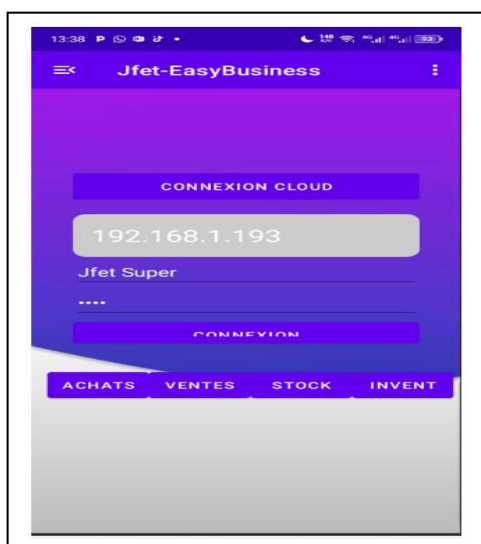 13:38
Jfet-EasyBusiness
CONNEXION CLOUD
192.168.1.193
Jfet Super
••••
CONNEXION
ACHATS VENTES STOCK INVENT